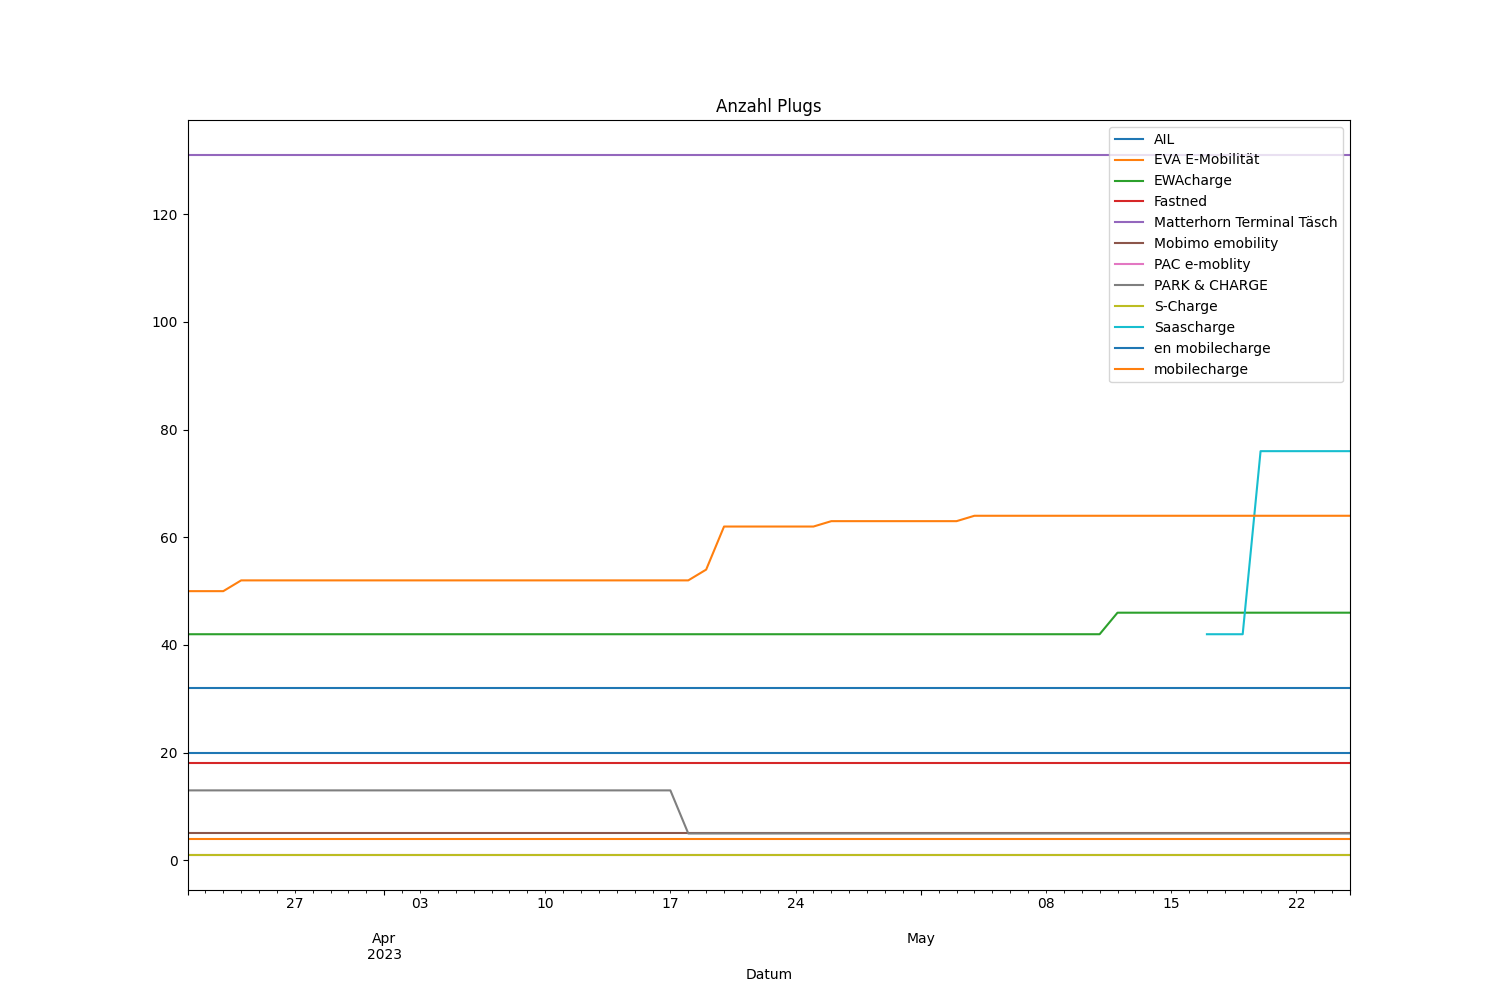 Anzahl Plugs
AIL
EVA E-Mobilität
EWAcharge
Fastned
Matterhorn Terminal Täsch
Mobimo emobility
PAC e-moblity
PARK & CHARGE
S-Charge
Saascharge
en mobilecharge
mobilecharge
120
100
80
60
40
20
0
27 03 10 17 24 08 15 22
Apr May
2023
Datum